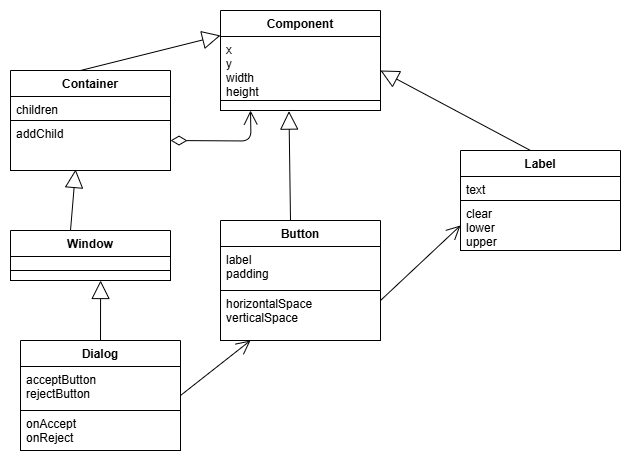 Component
x
y
width
height
Container
children
addChild
Label
text
clear
lower
upper
Window
Button
label
padding
horizontalSpace
verticalSpace
Dialog
acceptButton
rejectButton
onAccept
onReject